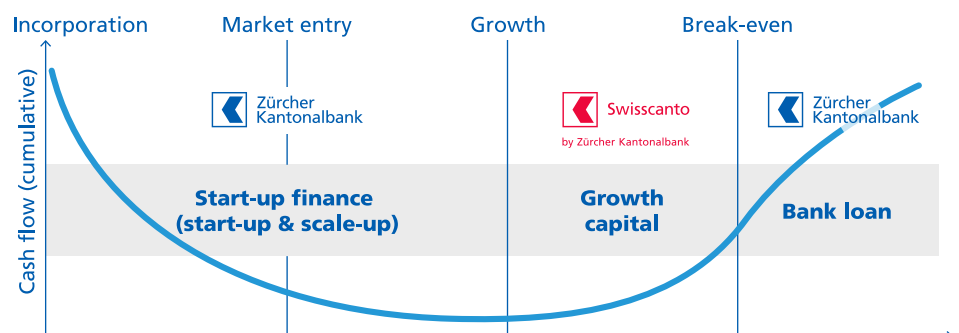 Incorporation
Market entry
Growth
Break-even
Cash flow (cumulative)
Zürcher
Kantonalbank
Swisscanto
by Zürcher Kantonalbank
Zürcher
Kantonalbank
Start-up finance
(start-up & scale-up)
Growth
capital
Bank loan